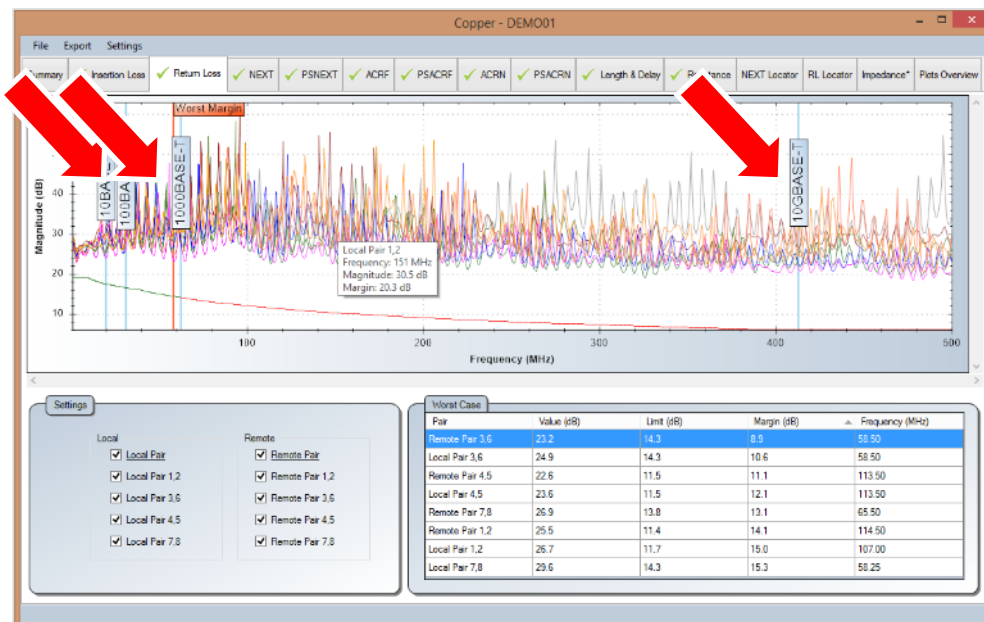 Copper - DEMO01
File Export Settings
Insertion Loss Return Loss NEXT PSNEXT ACRF PSACRF ACRN PSACRN Length & Delay NEXT Locator RL Locator Impedance* Plots Overview
Worst Margin
10BA
100BA
1000BASE-T
10GBASE-T
Magnitude (dB)
40
30
20
10
Local Pair 1,2
Frequency: 151 MHz
Magnitude: 30.5 dB
Margin: 20.3 dB
100 200 300 400 500
Frequency (MHz)
Settings
Local Remote
Local Pair Remote Pair
Local Pair 1,2 Remote Pair 1,2
Local Pair 3,6 Remote Pair 3,6
Local Pair 4,5 Remote Pair 4,5
Local Pair 7,8 Remote Pair 7,8
Worst Case
Pair Value (dB) Limit (dB) Margin (dB) Frequency (MHz)
Remote Pair 3,6 23.2 14.3 8.9 58.50
Local Pair 3,6 24.9 14.3 10.6 58.50
Remote Pair 4,5 22.6 11.5 11.1 113.50
Local Pair 4,5 23.6 11.5 12.1 113.50
Remote Pair 7,8 26.9 13.8 13.1 65.50
Remote Pair 1,2 25.5 11.4 14.1 114.50
Local Pair 1,2 26.7 11.7 15.0 107.00
Local Pair 7,8 29.6 14.3 15.3 58.25